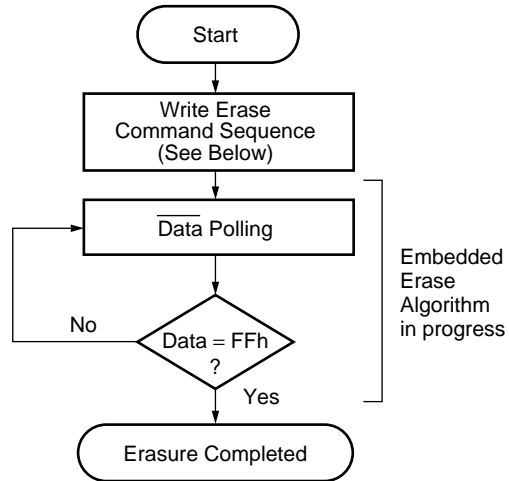 Start
Write Erase
Command Sequence
(See Below)
Data Polling
Embedded
Erase
Algorithm
in progress
No
Data = FFh
?
Yes
Erasure Completed